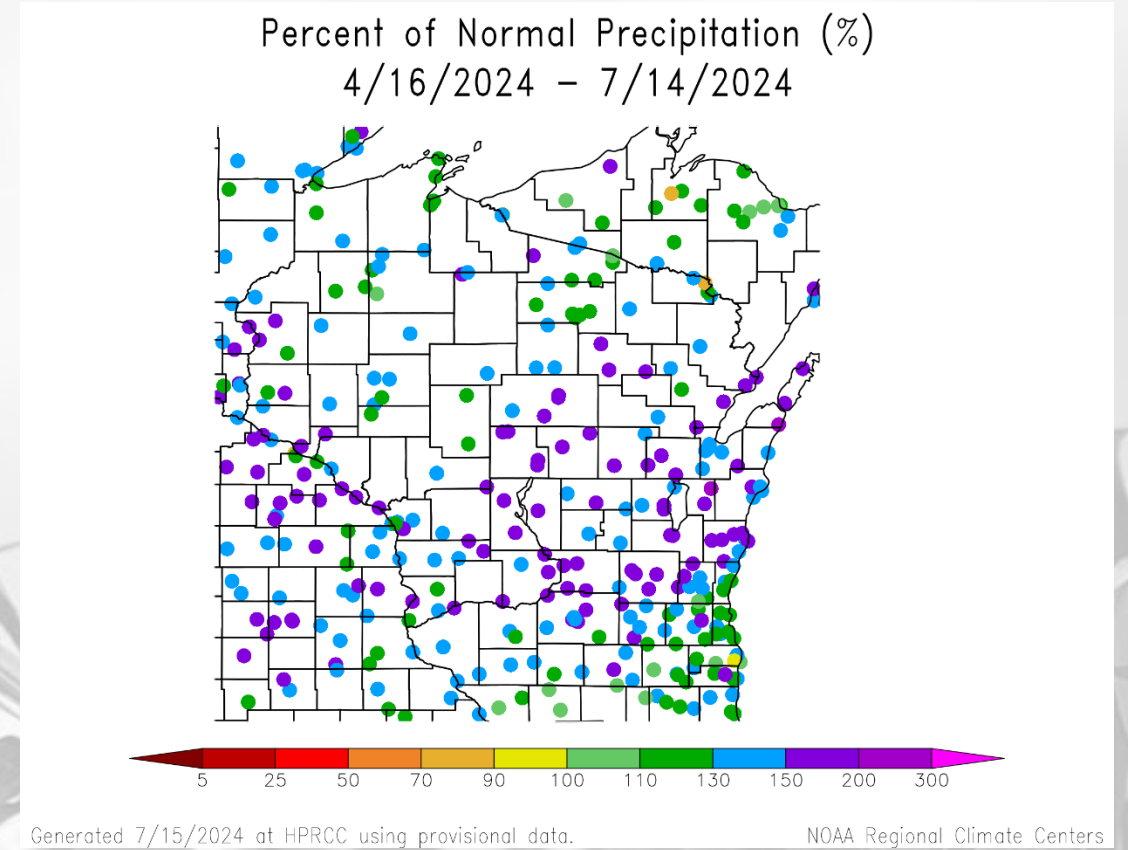 Percent of Normal Precipitation (%)
4/16/2024 – 7/14/2024
5 25 50 70 90 100 110 130 150 200 300
Generated 7/15/2024 at HPRCC using provisional data.
NOAA Regional Climate Centers